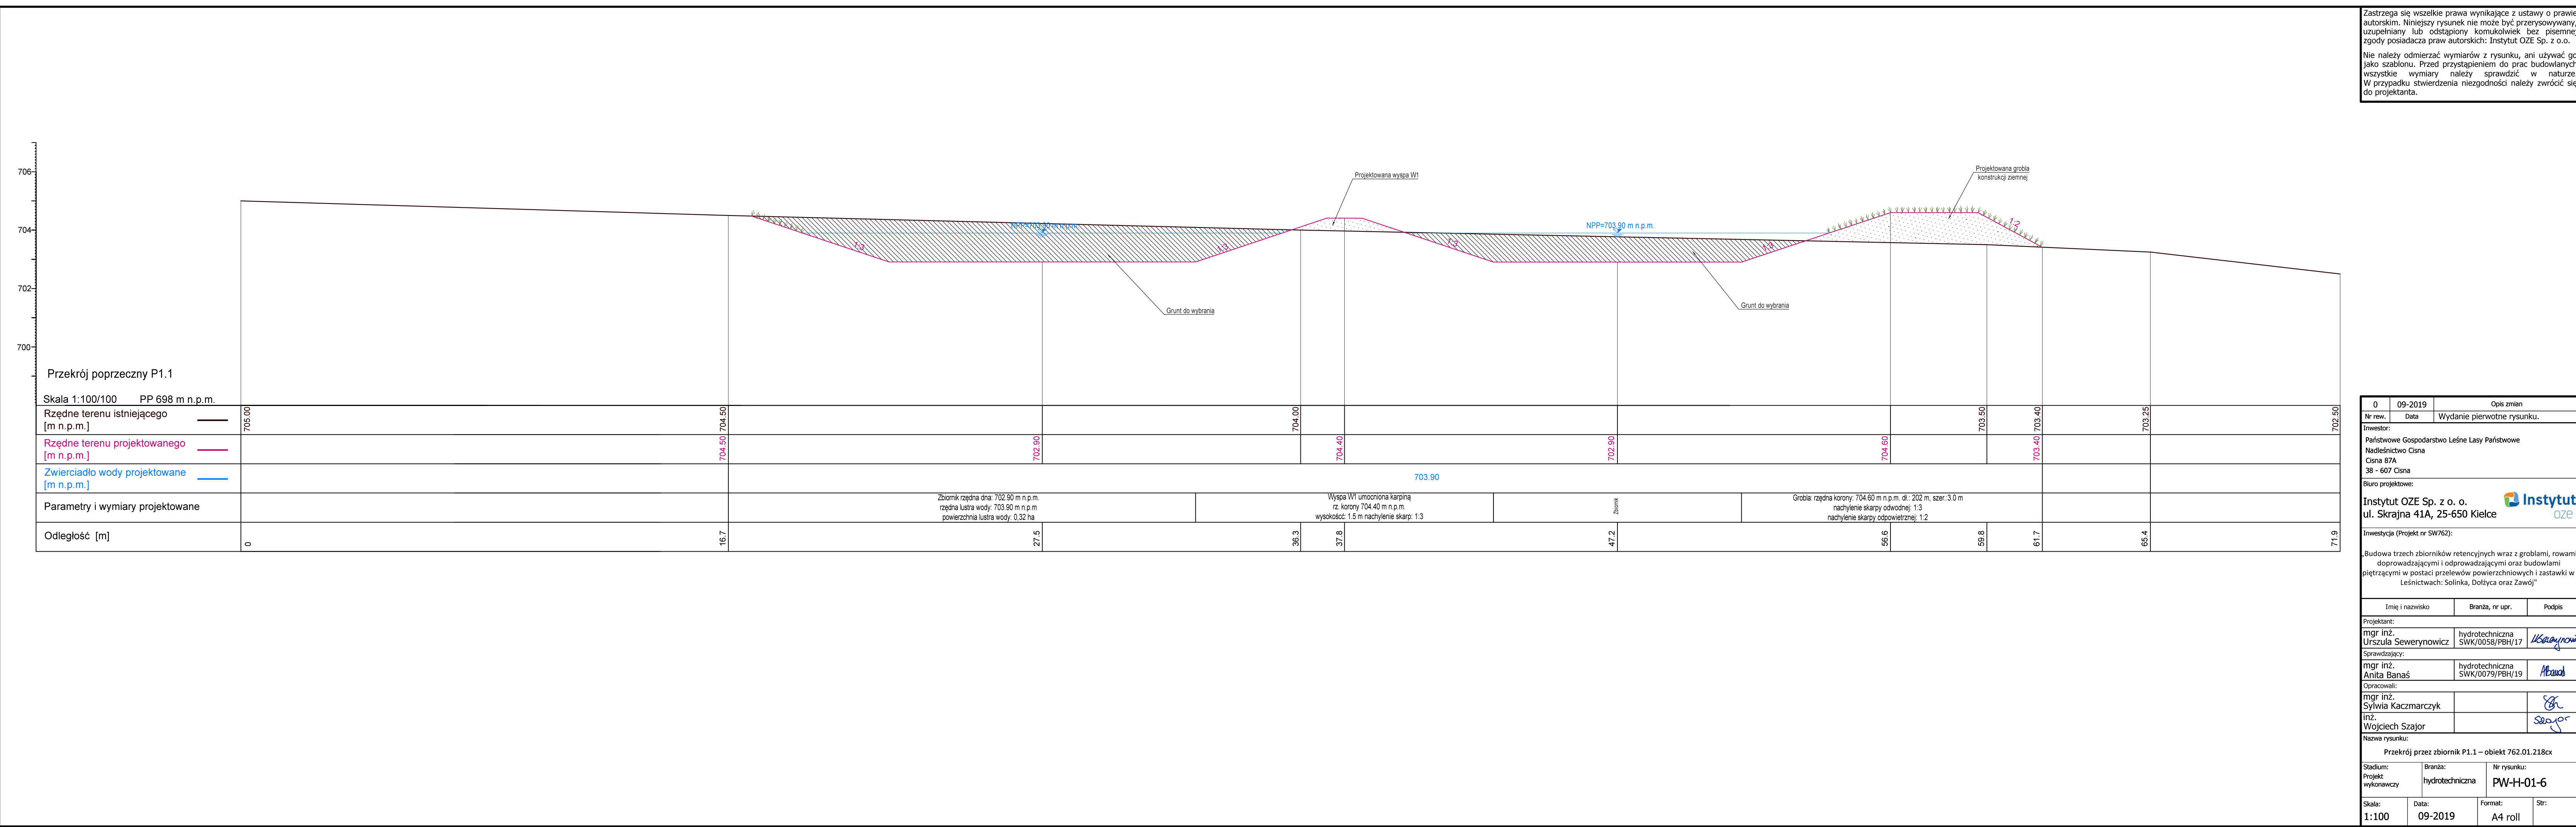 Zastrzega się wszelkie prawa wynikające z ustawy o prawie
autorskim. Niniejszy rysunek nie może być przerysowywany,
uzupełniany lub odstąpiony komukolwiek bez pisemnej
zgody posiadacza praw autorskich: Instytut OZE Sp. z o.o.
Nie należy odmierzać wymiarów z rysunku, ani używać go
jako szablonu. Przed przystąpieniem do prac budowlanych
wszystkie wymiary należy sprawdzić w naturze.
W przypadku stwierdzenia niezgodności należy zwrócić się
do projektanta.
706
704
702
700
Projektowana wyspa W1
Projektowana grobla
konstrukcji ziemnej
NPP=703.90 m n.p.m.
NPP=703.90 m n.p.m.
1:3
1:3
1:3
1:3
1:2
Grunt do wybrania
Grunt do wybrania
Przekrój poprzeczny P1.1
Skala 1:100/100 PP 698 m n.p.m.
Rzędne terenu istniejącego
[m n.p.m.]
705.00
704.50
704.00
703.50
703.40
703.25
702.50
Rzędne terenu projektowanego
[m n.p.m.]
704.50
702.90
704.40
702.90
704.60
703.40
Zwierciadło wody projektowane
[m n.p.m.]
703.90
Parametry i wymiary projektowane
Zbiornik rzędna dna: 702.90 m n.p.m.
rzędna lustra wody: 703.90 m n.p.m
powierzchnia lustra wody: 0,32 ha
Wyspa W1 umocniona karpiną
rz. korony 704.40 m n.p.m.
wysokośćć: 1.5 m nachylenie skarp: 1:3
Zbiornik
Grobla: rzędna korony: 704.60 m n.p.m. dł.: 202 m, szer.:3.0 m
nachylenie skarpy odwodnej: 1:3
nachylenie skarpy odpowietrznej: 1:2
Odległość [m]
0
16.7
27.5
36.3
37.8
47.2
56.6
59.8
61.7
65.4
71.9
0 09-2019 Opis zmian
Nr rew. Data Wydanie pierwotne rysunku.
Inwestor:
Państwowe Gospodarstwo Leśne Lasy Państwowe
Nadleśnictwo Cisna
Cisna 87A
38 - 607 Cisna
Biuro projektowe:
Instytut OZE Sp. z o. o.
ul. Skrajna 41A, 25-650 Kielce
Instytut
OZE
Inwestycja (Projekt nr SW762):
„Budowa trzech zbiorników retencyjnych wraz z groblami, rowami
doprowadzającymi i odprowadzającymi oraz budowlami
piętrzącymi w postaci przelewów powierzchniowych i zastawki w
Leśnictwach: Solinka, Dołżyca oraz Zawój"
Imię i nazwisko Branża, nr upr. Podpis
Projektant:
mgr inż.
Urszula Sewerynowicz
hydrotechniczna
SWK/0058/PBH/17
Sprawdzający:
mgr inż.
Anita Banaś
hydrotechniczna
SWK/0079/PBH/19
Opracowali:
mgr inż.
Sylwia Kaczmarczyk
inż.
Wojciech Szajor
Nazwa rysunku:
Przekrój przez zbiornik P1.1 – obiekt 762.01.218cx
Stadium:
Projekt
wykonawczy
Branża:
hydrotechniczna
Nr rysunku:
PW-H-01-6
Skala:
1:100
Data:
09-2019
Format:
A4 roll
Str: